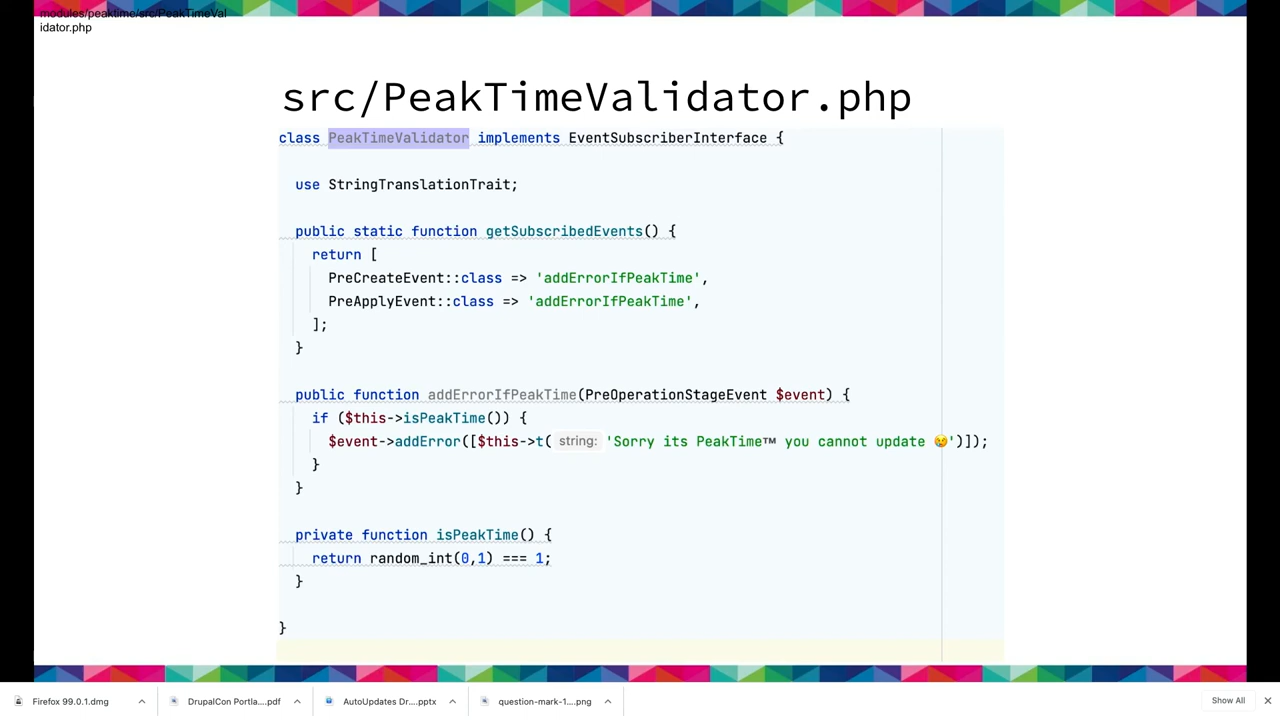 modules/peaktime/src/PeakTimeVal
idator.php
src/PeakTimeValidator.php
class PeakTimeValidator implements EventSubscriberInterface {
use StringTranslationTrait;
public static function getSubscribedEvents() {
return [
PreCreateEvent::class => 'addErrorIfPeakTime',
PreApplyEvent::class => 'addErrorIfPeakTime',
];
}
public function addErrorIfPeakTime(PreOperationStageEvent $event) {
if ($this->isPeakTime()) {
$event->addError([$this->t( string: 'Sorry its PeakTime™ you cannot update 😢')]);
}
}
private function isPeakTime() {
return random_int(0,1) === 1;
}
}
Firefox 99.0.1.dmg
DrupalCon Portla....pdf
AutoUpdates Dr....pptx
question-mark-1....png
Show All